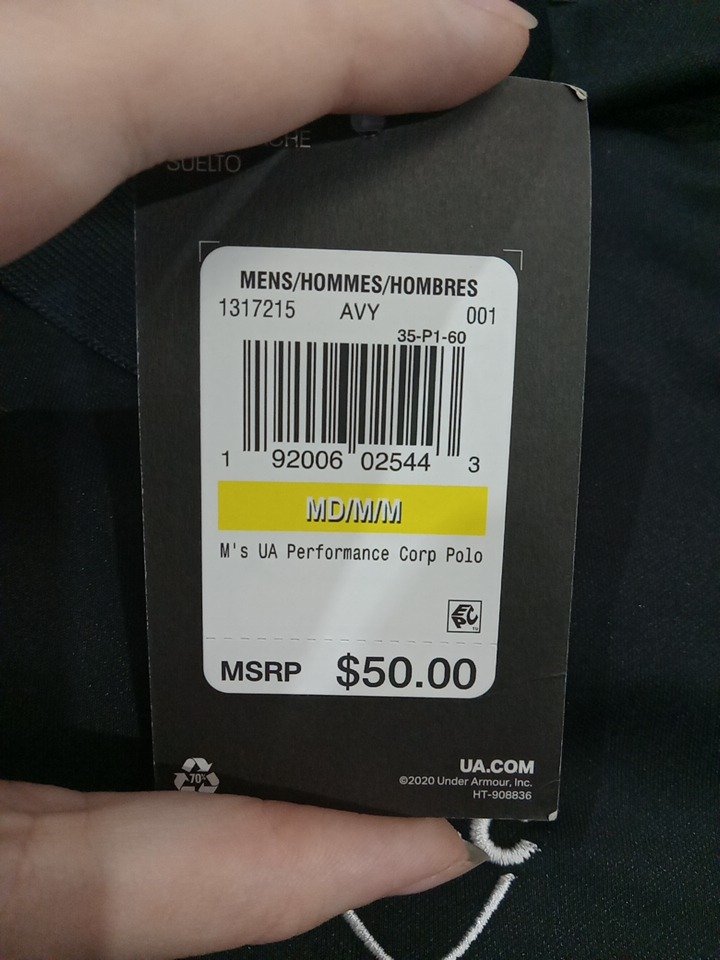 SUELTO
MENS/HOMMES/HOMBRES
1317215 AVY 001
35-P1-60
1 92006 02544 3
MD/M/M
M's UA Performance Corp Polo
EPC
MSRP $50.00
70%
UA.COM
©2020 Under Armour, Inc.
HT-908836